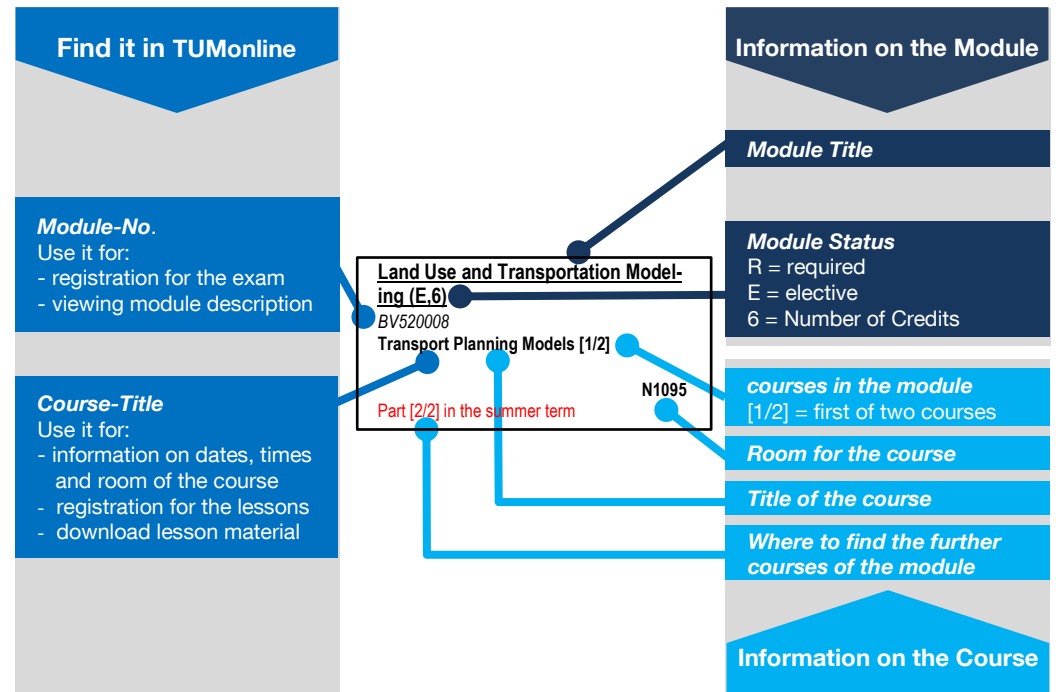 Find it in TUMonline
Module-No.
Use it for:
- registration for the exam
- viewing module description
Course-Title
Use it for:
- information on dates, times
and room of the course
- registration for the lessons
- download lesson material
Land Use and Transportation Model-
ing (E,6)
BV520008
Transport Planning Models [1/2]
N1095
Part [2/2] in the summer term
Information on the Module
Module Title
Module Status
R = required
E = elective
6 = Number of Credits
courses in the module
[1/2] = first of two courses
Room for the course
Title of the course
Where to find the further
courses of the module
Information on the Course